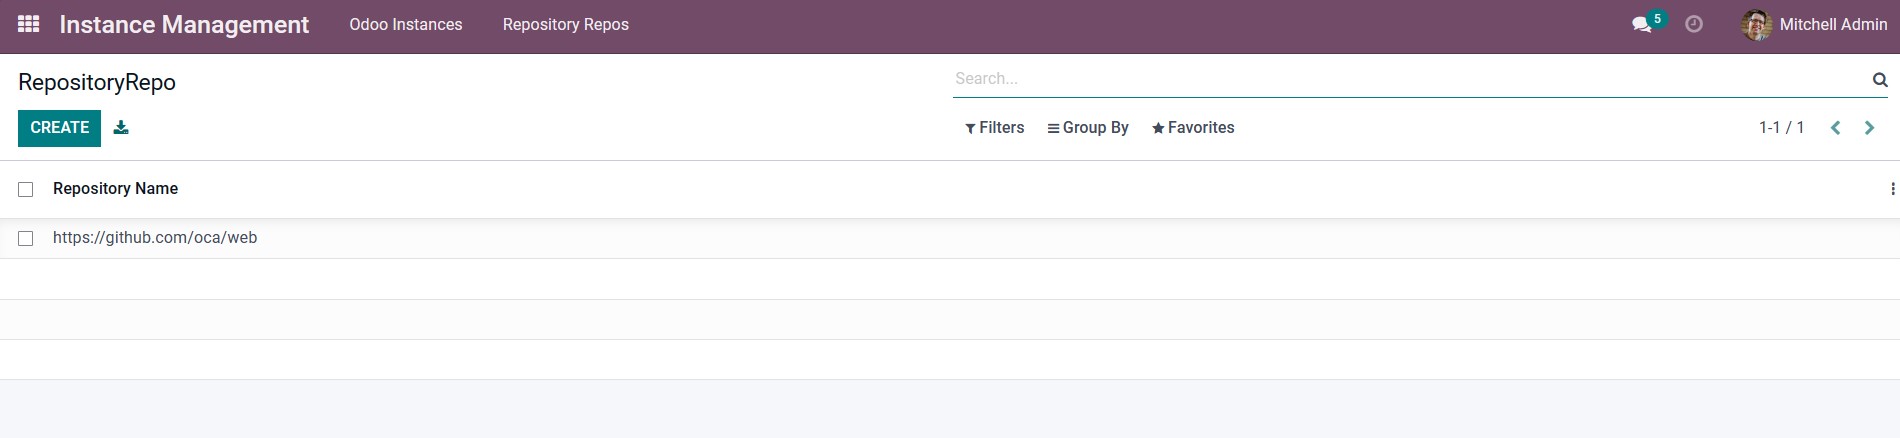 Instance Management Odoo Instances Repository Repos 5 Mitchell Admin
RepositoryRepo Search...
CREATE Filters Group By Favorites 1-1 / 1
Repository Name
https://github.com/oca/web